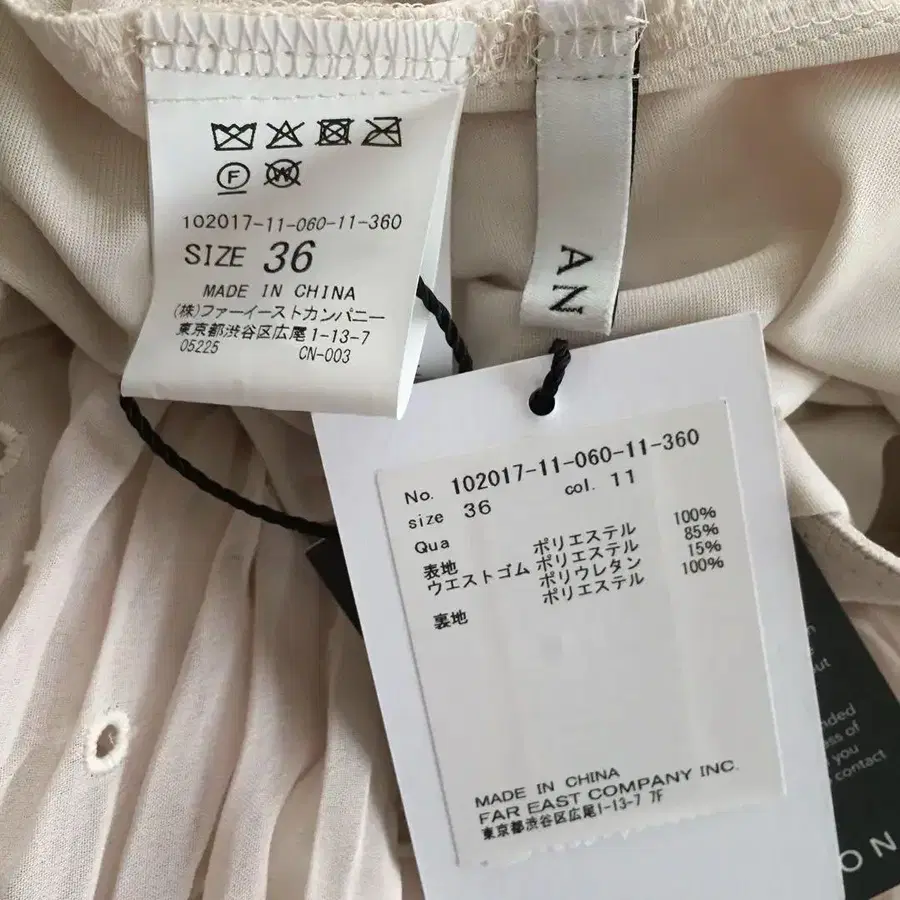 102017-11-060-11-360
SIZE 36
MADE IN CHINA
(株)ファーイーストカンパニー
東京都渋谷区広尾1-13-7
05225 CN-003
AN
No. 102017-11-060-11-360
size 36 col. 11
Qua
表地 ポリエステル 100%
ウエストゴム ポリエステル 85%
ポリウレタン 15%
裏地 ポリエステル 100%
MADE IN CHINA
FAR EAST COMPANY INC.
東京都渋谷区広尾1-13-7 7F
of
you
contact
ON